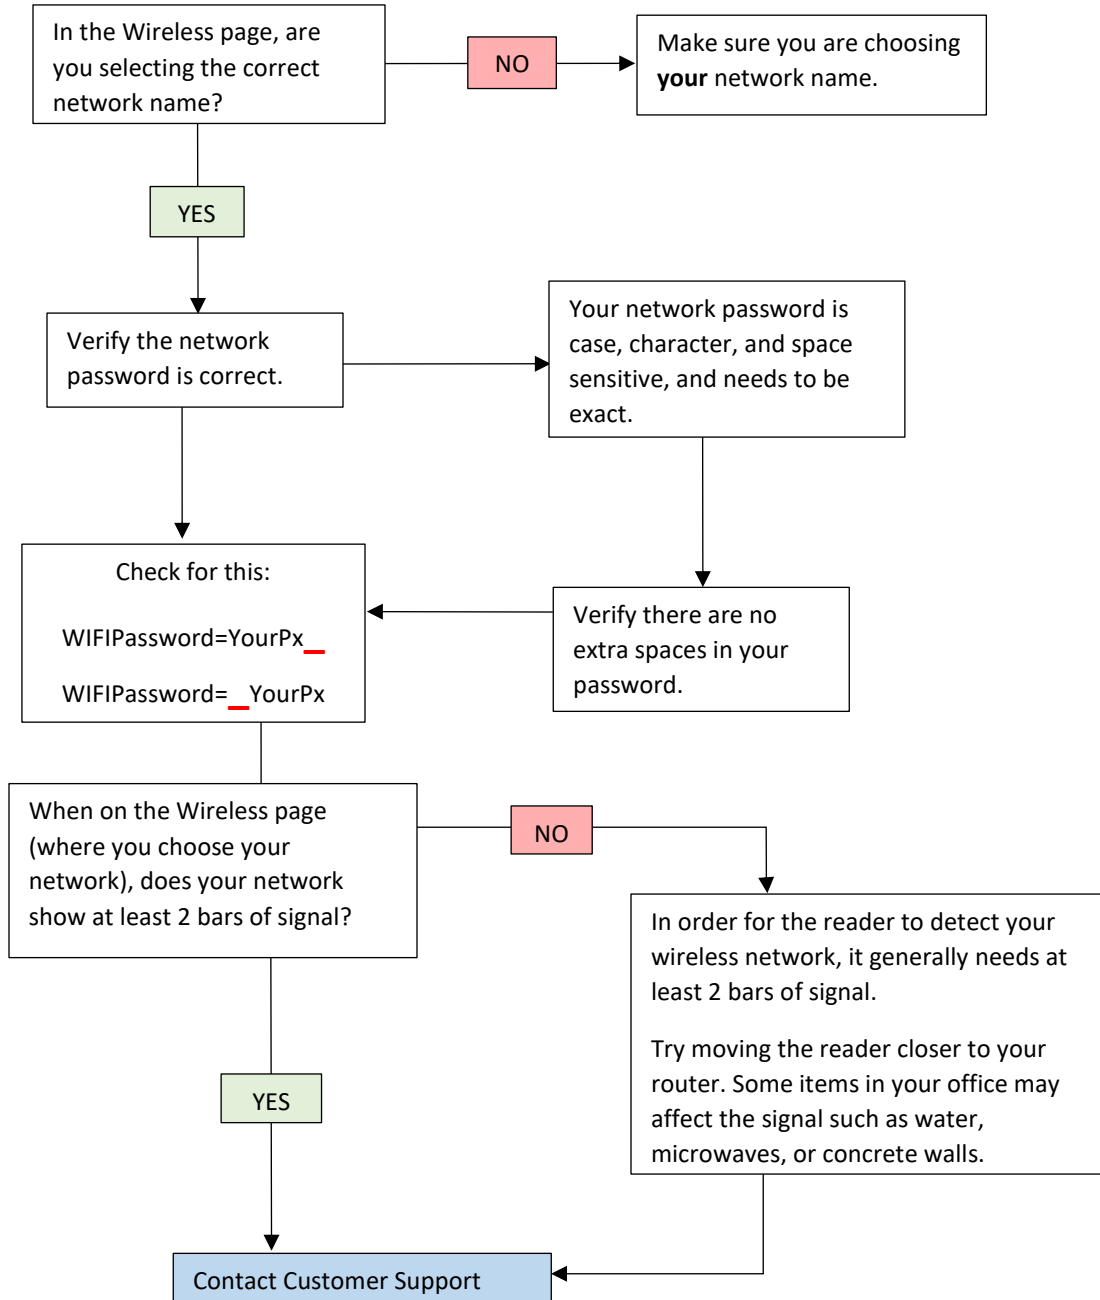 In the Wireless page, are
you selecting the correct
network name?
NO
Make sure you are choosing
your network name.
YES
Verify the network
password is correct.
Your network password is
case, character, and space
sensitive, and needs to be
exact.
Check for this:
WIFIPassword=YourPx_
WIFIPassword=_YourPx
Verify there are no
extra spaces in your
password.
When on the Wireless page
(where you choose your
network), does your network
show at least 2 bars of signal?
NO
In order for the reader to detect your
wireless network, it generally needs at
least 2 bars of signal.
Try moving the reader closer to your
router. Some items in your office may
affect the signal such as water,
microwaves, or concrete walls.
YES
Contact Customer Support